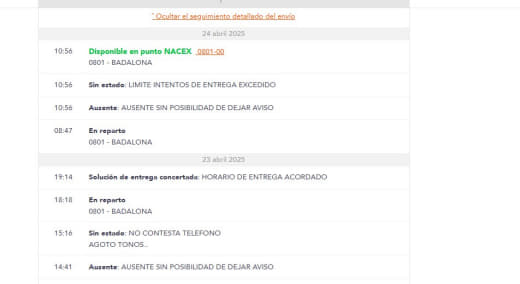 ˆ Ocultar el seguimiento detallado del envío
24 abril 2025
10:56 Disponible en punto NACEX 0801-00
0801 - BADALONA
10:56 Sin estado: LIMITE INTENTOS DE ENTREGA EXCEDIDO
10:56 Ausente: AUSENTE SIN POSIBILIDAD DE DEJAR AVISO
08:47 En reparto
0801 - BADALONA
23 abril 2025
19:14 Solución de entrega concertada: HORARIO DE ENTREGA ACORDADO
18:18 En reparto
0801 - BADALONA
15:16 Sin estado: NO CONTESTA TELEFONO
AGOTO TONOS..
14:41 Ausente: AUSENTE SIN POSIBILIDAD DE DEJAR AVISO